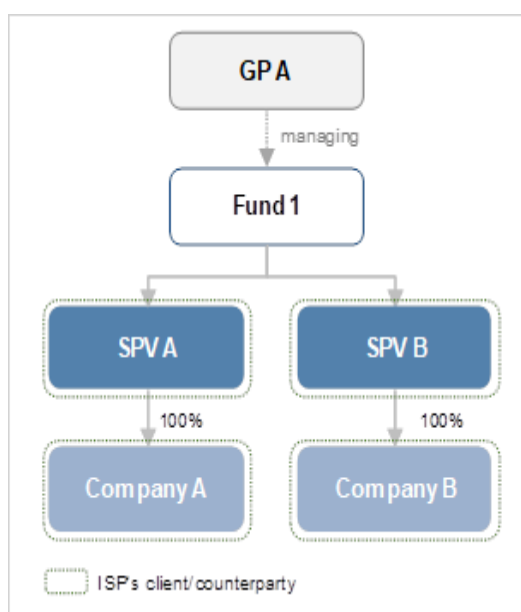 GP A
managing
Fund 1
SPV A
SPV B
100%
100%
Company A
Company B
ISP's client/counterparty